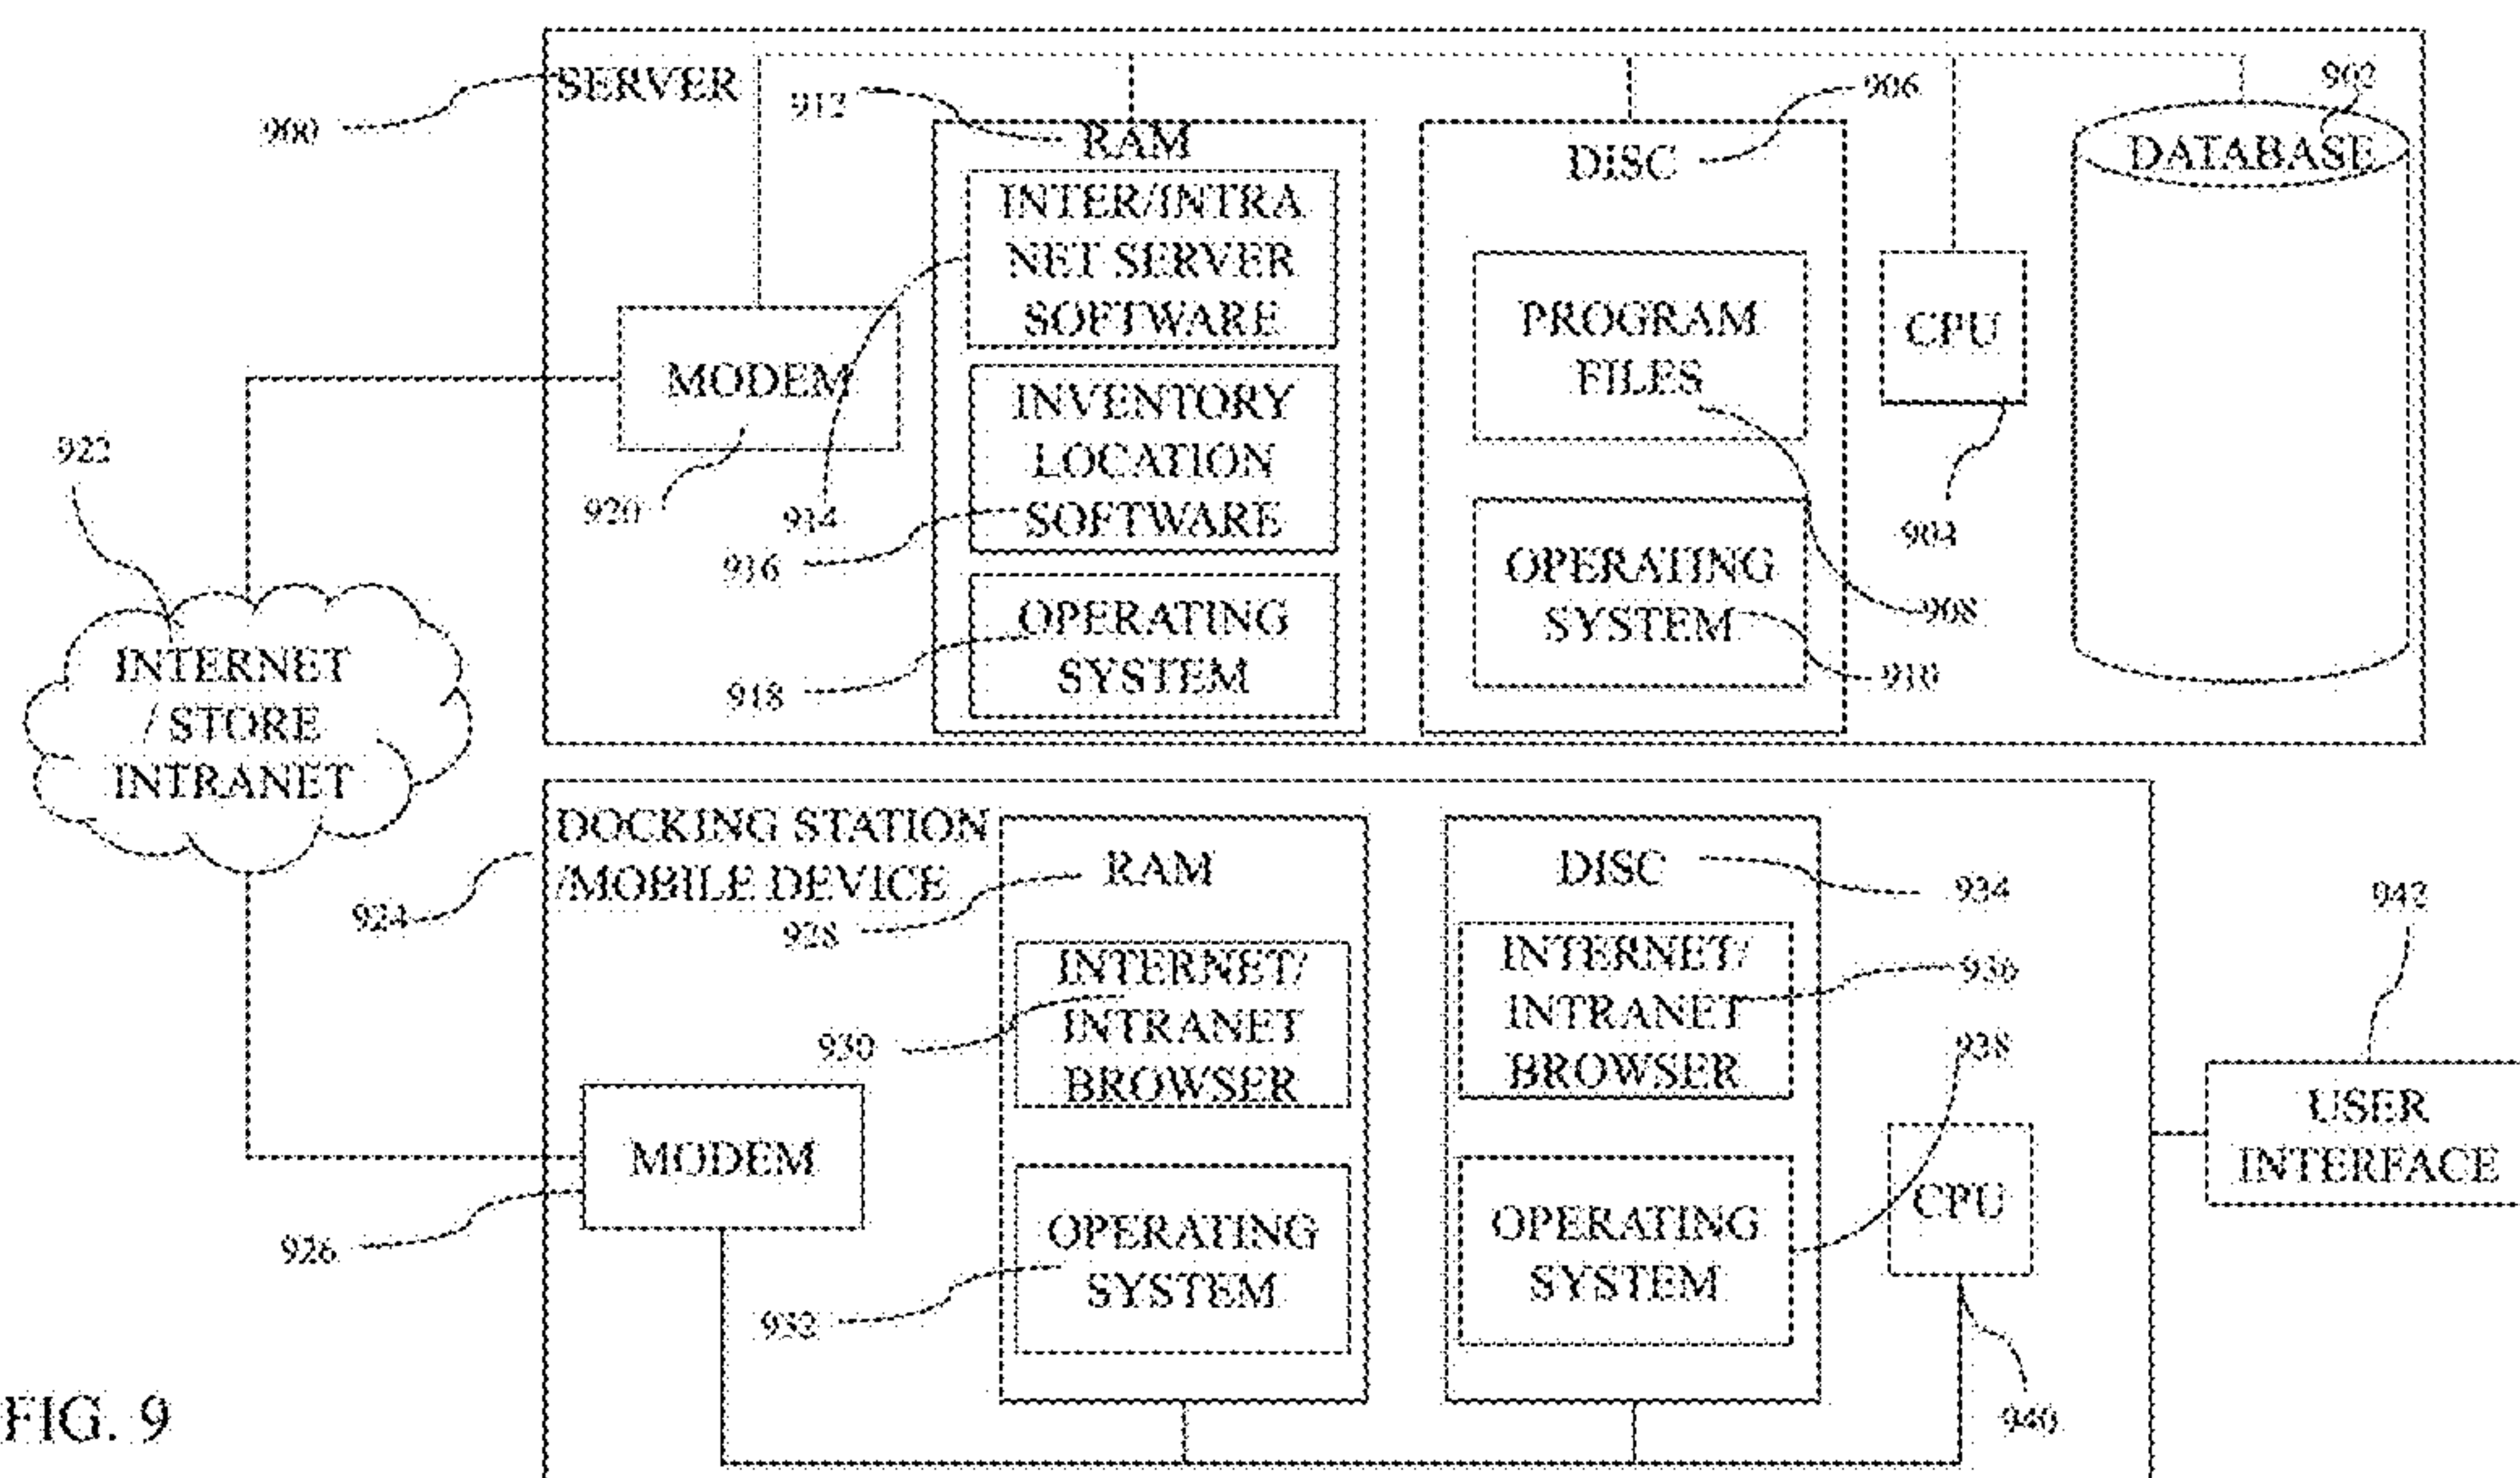 SERVER
900
912
906
902
RAM
DISC
DATABASE
INTER/INTRA
NET SERVER
SOFTWARE
PROGRAM
FILES
CPU
MODEM
INVENTORY
LOCATION
SOFTWARE
922
920
914
904
916
OPERATING
SYSTEM
908
OPERATING
SYSTEM
918
910
INTERNET
/ STORE
INTRANET
DOCKING STATION
/MOBILE DEVICE
924
928
RAM
DISC
934
942
INTERNET/
INTRANET
BROWSER
930
INTERNET/
INTRANET
BROWSER
936
938
USER
INTERFACE
MODEM
CPU
926
OPERATING
SYSTEM
OPERATING
SYSTEM
932
940
FIG. 9